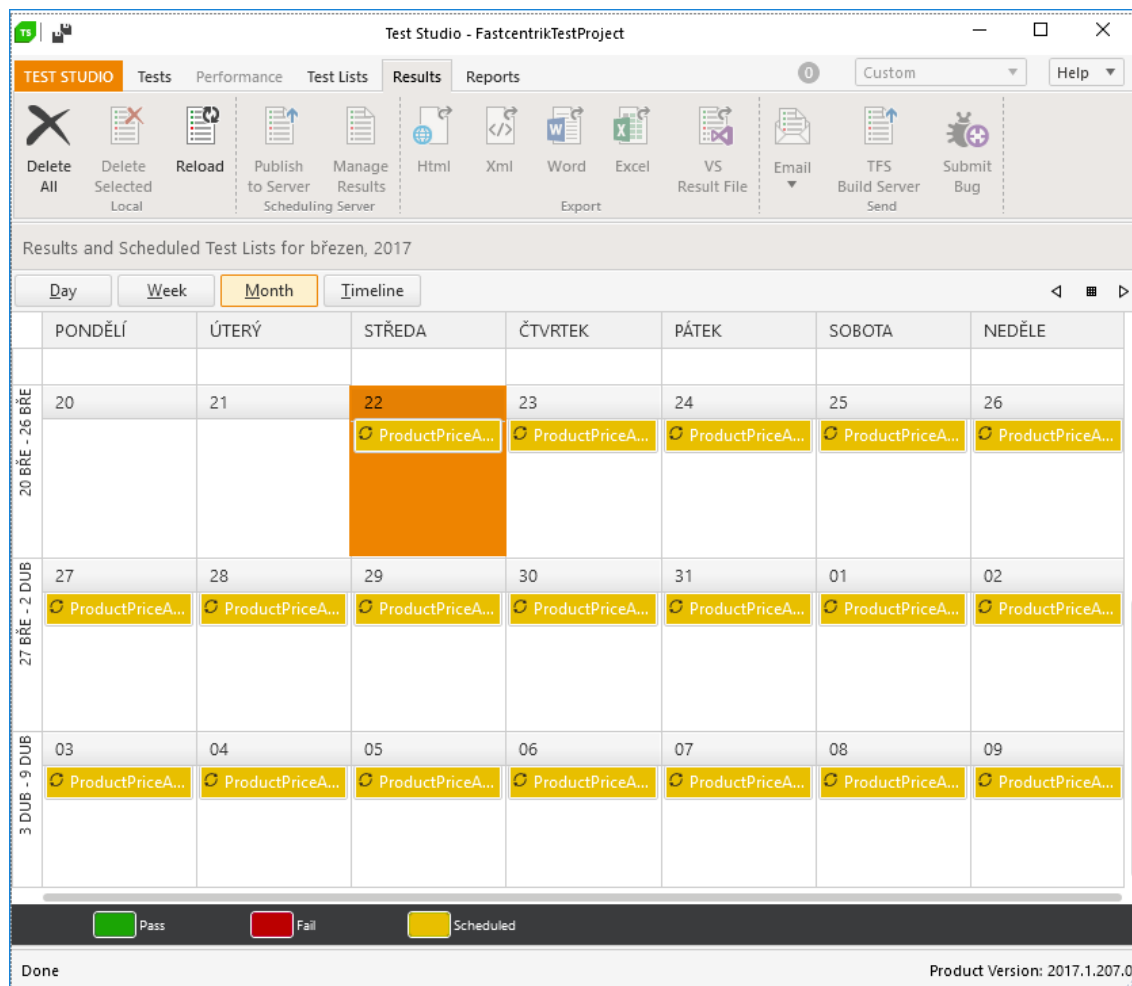 TS
Test Studio - FastcentrikTestProject
TEST STUDIO Tests Performance Test Lists Results Reports 0 Custom Help
Delete All
Delete Selected
Reload
Local
Publish to Server
Manage Results
Scheduling Server
Html Xml Word Excel VS Result File
Export
Email TFS Build Server Submit Bug
Send
Results and Scheduled Test Lists for březen, 2017
Day Week Month Timeline
PONDĚLÍ ÚTERÝ STŘEDA ČTVRTEK PÁTEK SOBOTA NEDĚLE
20 BŘE - 26 BŘE
20 21 22 23 24 25 26
ProductPriceA... ProductPriceA... ProductPriceA... ProductPriceA... ProductPriceA...
27 BŘE - 2 DUB
27 28 29 30 31 01 02
ProductPriceA... ProductPriceA... ProductPriceA... ProductPriceA... ProductPriceA... ProductPriceA... ProductPriceA...
3 DUB - 9 DUB
03 04 05 06 07 08 09
ProductPriceA... ProductPriceA... ProductPriceA... ProductPriceA... ProductPriceA... ProductPriceA... ProductPriceA...
Pass Fail Scheduled
Done Product Version: 2017.1.207.0